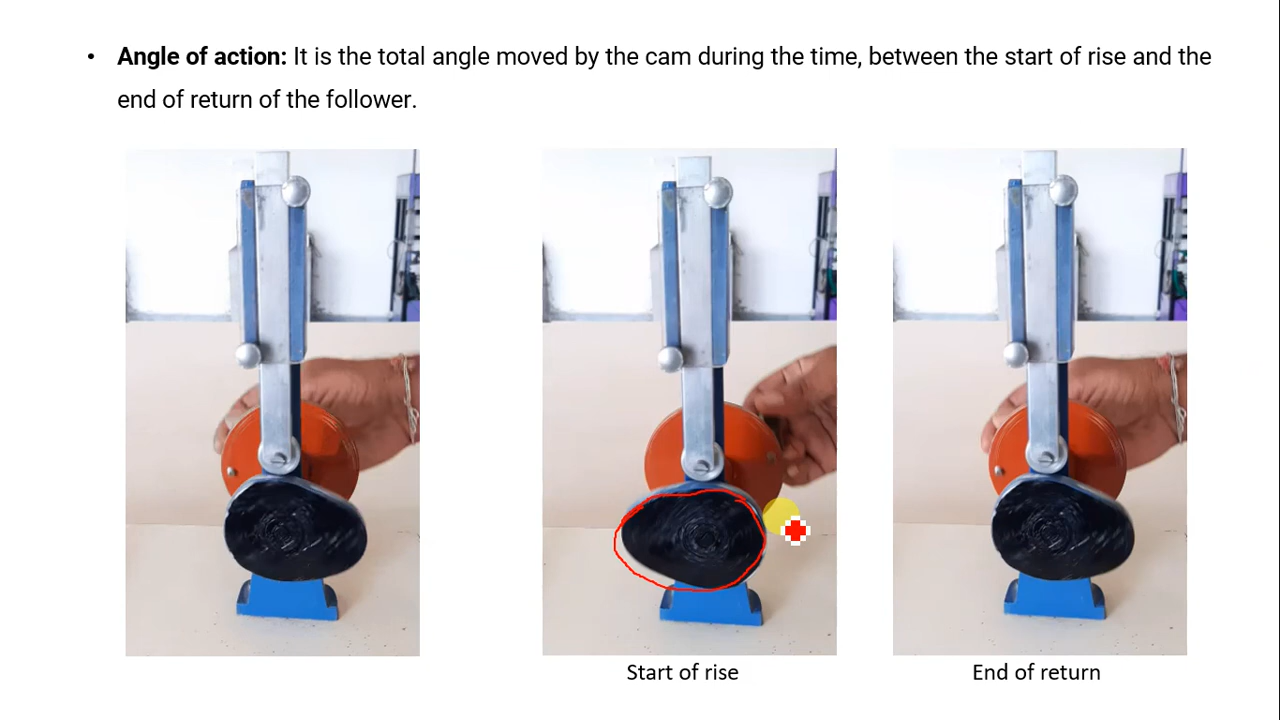 • Angle of action: It is the total angle moved by the cam during the time, between the start of rise and the
end of return of the follower.
Start of rise
End of return